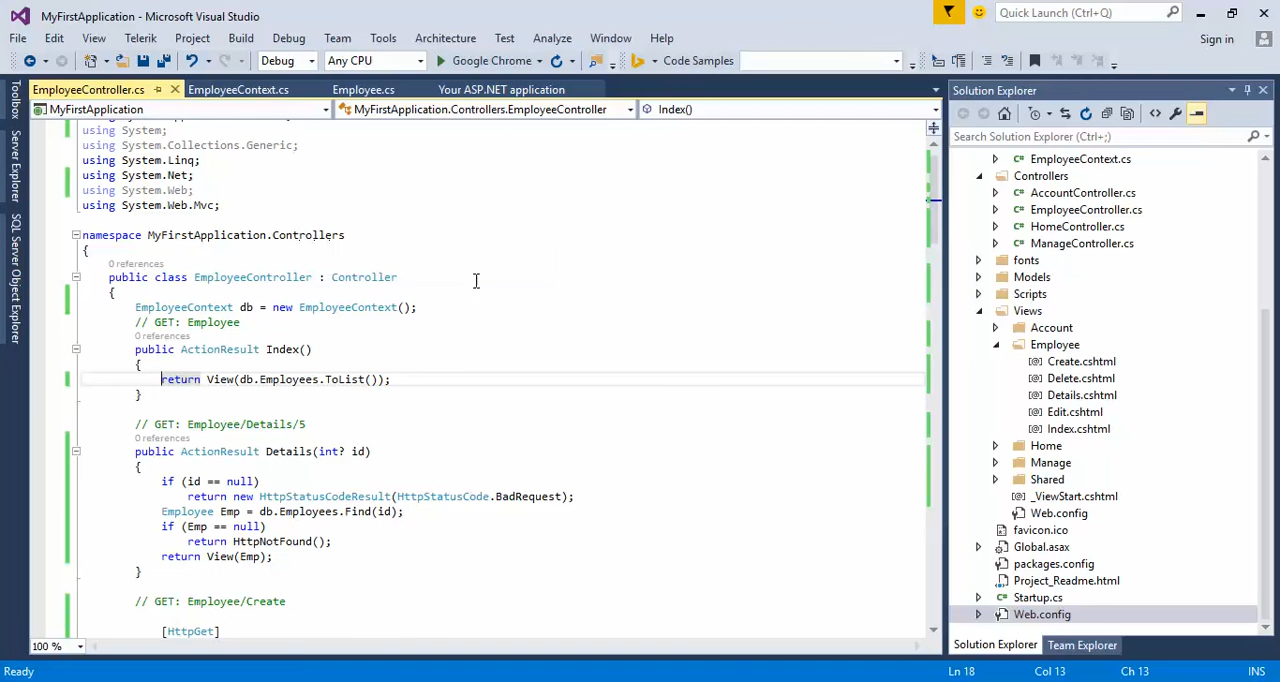 MyFirstApplication - Microsoft Visual Studio
Quick Launch (Ctrl+Q)
File Edit View Telerik Project Build Debug Team Tools Architecture Test Analyze Window Help
Sign in
Debug Any CPU Google Chrome Code Samples
EmployeeController.cs EmployeeContext.cs Employee.cs Your ASP.NET application
MyFirstApplication MyFirstApplication.Controllers.EmployeeController Index()
Toolbox
Server Explorer
SQL Server Object Explorer
using System;
using System.Collections.Generic;
using System.Linq;
using System.Net;
using System.Web;
using System.Web.Mvc;
namespace MyFirstApplication.Controllers
{
0 references
public class EmployeeController : Controller
{
EmployeeContext db = new EmployeeContext();
// GET: Employee
0 references
public ActionResult Index()
{
return View(db.Employees.ToList());
}
// GET: Employee/Details/5
0 references
public ActionResult Details(int? id)
{
if (id == null)
return new HttpStatusCodeResult(HttpStatusCode.BadRequest);
Employee Emp = db.Employees.Find(id);
if (Emp == null)
return HttpNotFound();
return View(Emp);
}
// GET: Employee/Create
[HttpGet]
100 %
Solution Explorer
Search Solution Explorer (Ctrl+;)
EmployeeContext.cs
Controllers
AccountController.cs
EmployeeController.cs
HomeController.cs
ManageController.cs
fonts
Models
Scripts
Views
Account
Employee
Create.cshtml
Delete.cshtml
Details.cshtml
Edit.cshtml
Index.cshtml
Home
Manage
Shared
_ViewStart.cshtml
Web.config
favicon.ico
Global.asax
packages.config
Project_Readme.html
Startup.cs
Web.config
Solution Explorer Team Explorer
Ready Ln 18 Col 13 Ch 13 INS